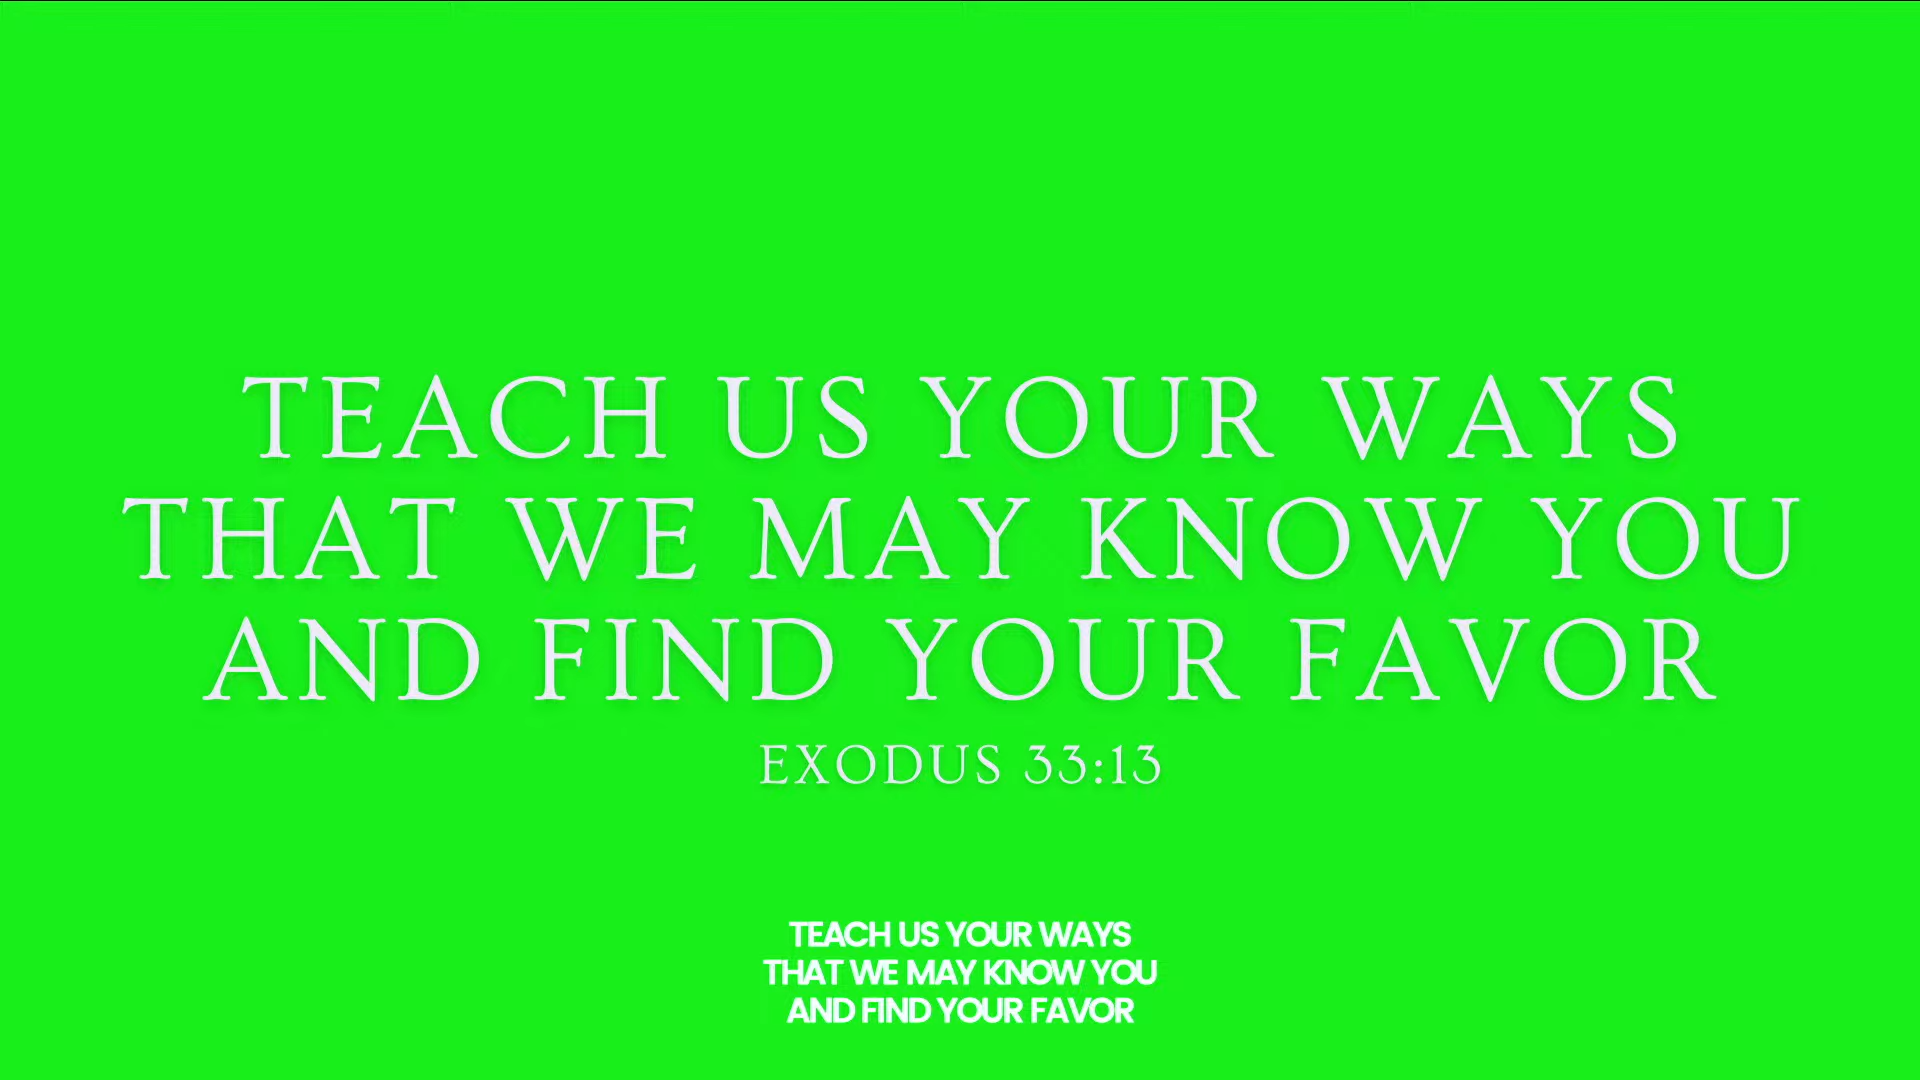 TEACH US YOUR WAYS
THAT WE MAY KNOW YOU
AND FIND YOUR FAVOR
EXODUS 33:13
TEACH US YOUR WAYS
THAT WE MAY KNOW YOU
AND FIND YOUR FAVOR